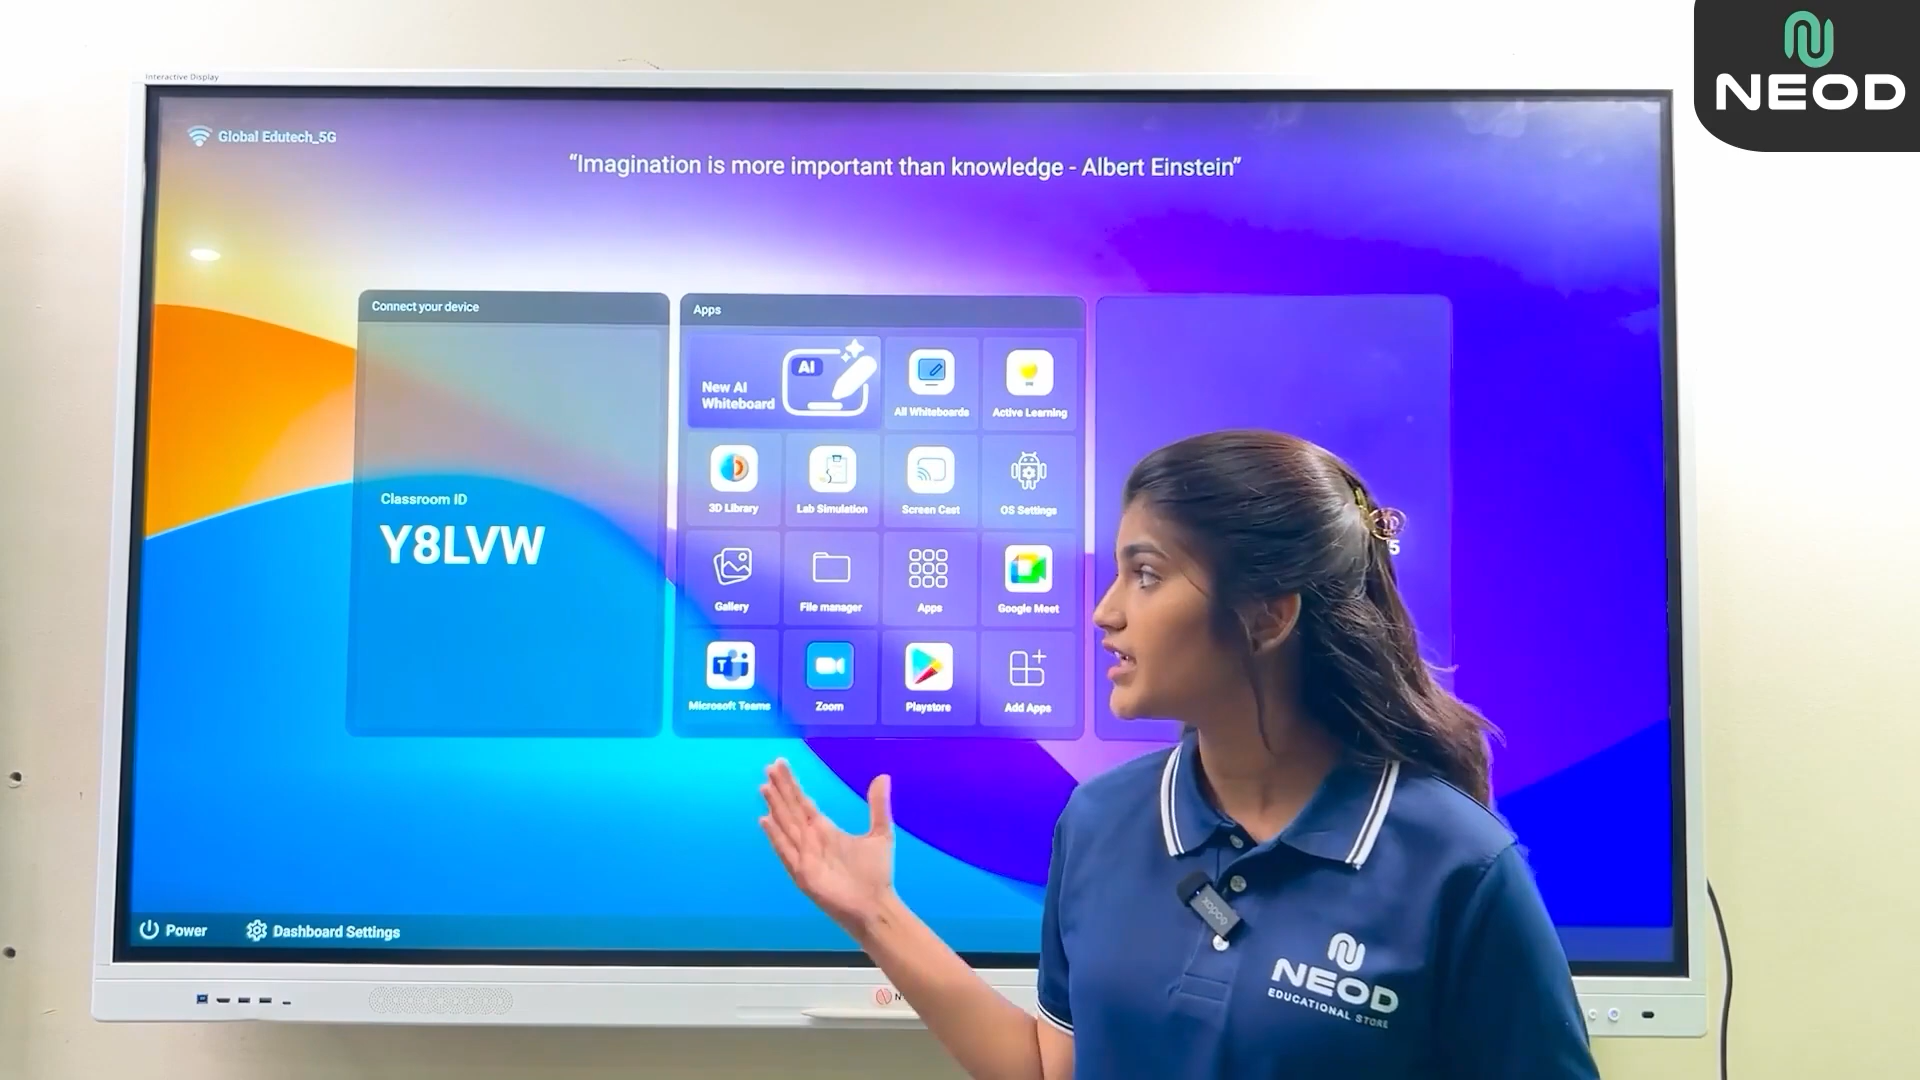 NEOD
Interactive Display
Global Edutech_5G
“Imagination is more important than knowledge - Albert Einstein”
Connect your device
Classroom ID
Y8LVW
Apps
AI
New AI
Whiteboard
All Whiteboards
Active Learning
3D Library
Lab Simulation
Screen Cast
OS Settings
Gallery
File manager
Apps
Google Meet
Microsoft Teams
Zoom
Playstore
Add Apps
Power
Dashboard Settings
Godox
NEOD
EDUCATIONAL STORE